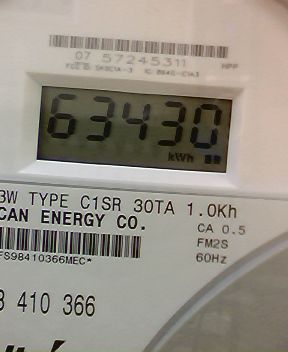 07 57245311
HPP
63430
kWh
3W TYPE C1SR 30TA 1.0Kh
CAN ENERGY CO.
CA 0.5
FM2S
60Hz
FS98410366MEC*
410 366